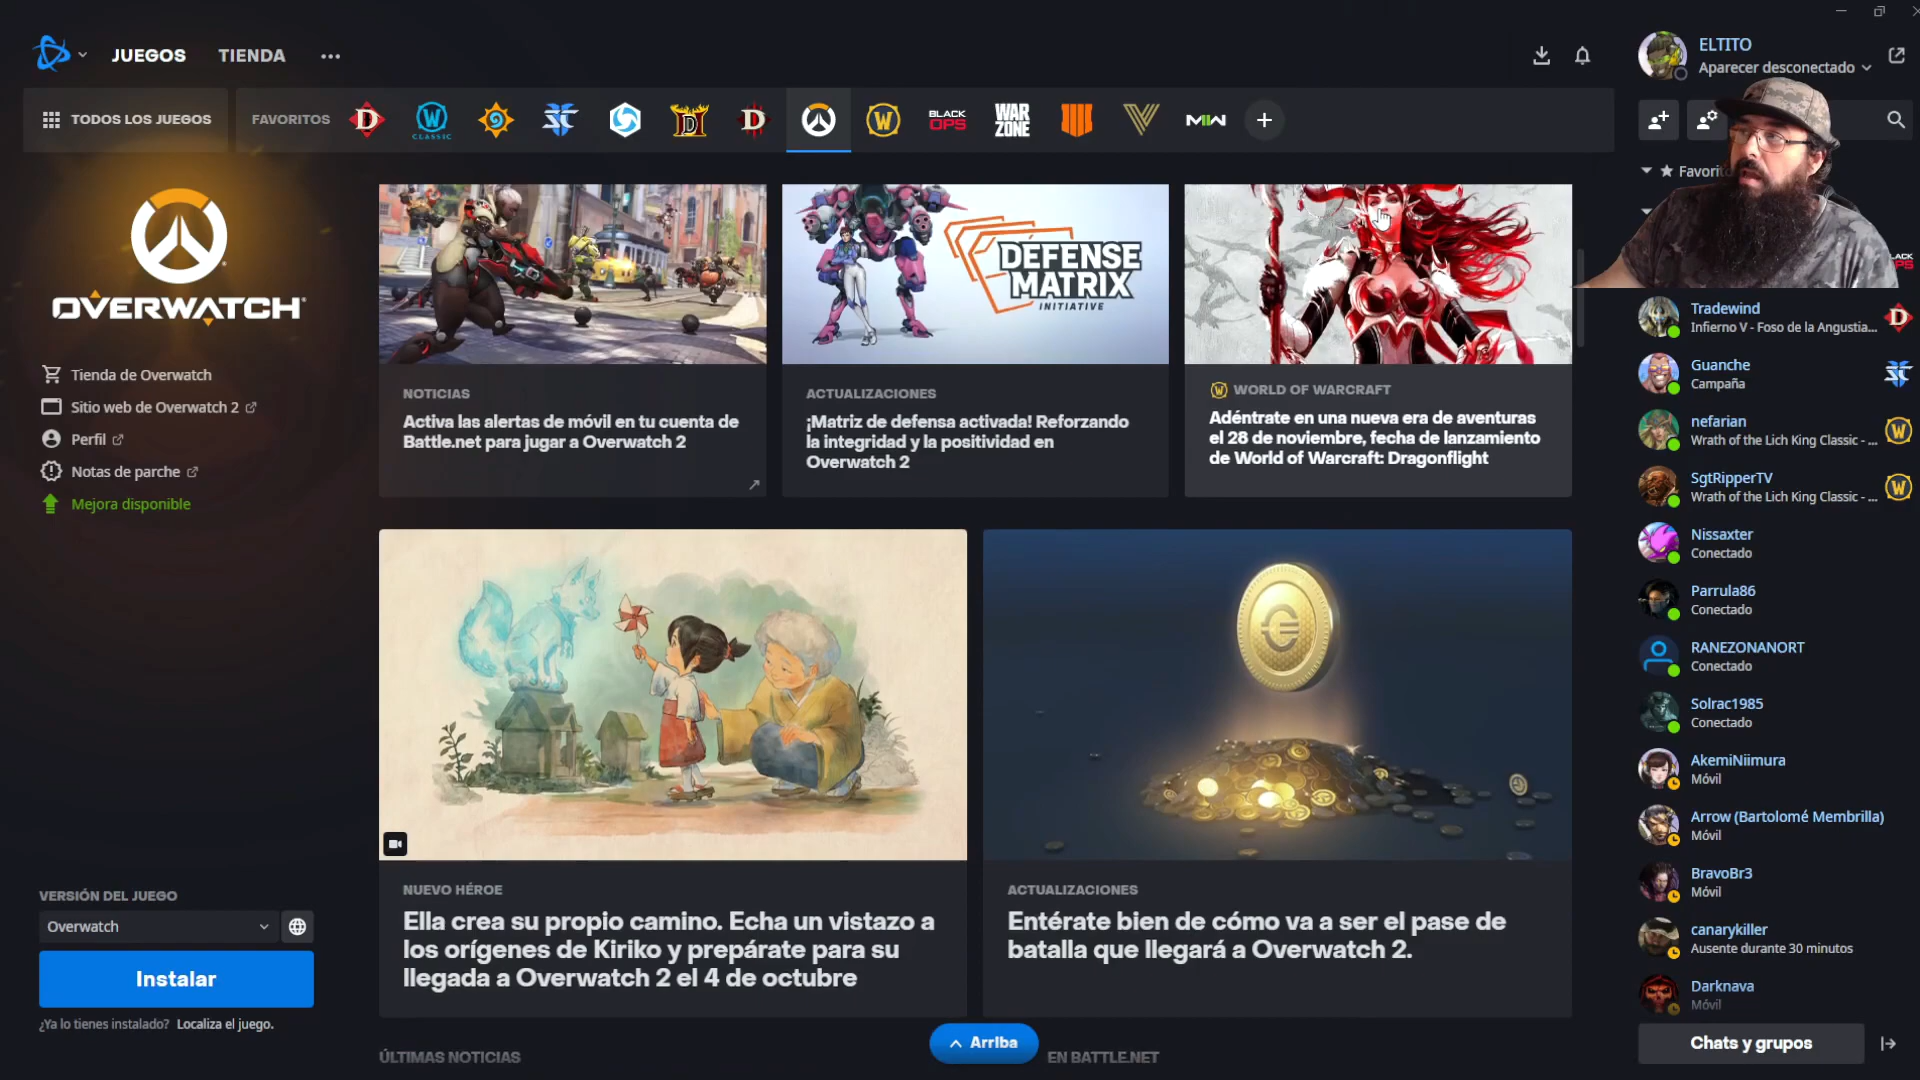 JUEGOS
TIENDA
ELTITO
Aparecer desconectado
TODOS LOS JUEGOS
FAVORITOS
CLASSIC
BLACK
OPS
WAR
ZONE
MW
OVERWATCH
Tienda de Overwatch
Sitio web de Overwatch 2
Perfil
Notas de parche
Mejora disponible
DEFENSE
MATRIX
INITIATIVE
NOTICIAS
Activa las alertas de móvil en tu cuenta de
Battle.net para jugar a Overwatch 2
ACTUALIZACIONES
¡Matriz de defensa activada! Reforzando
la integridad y la positividad en
Overwatch 2
WORLD OF WARCRAFT
Adéntrate en una nueva era de aventuras
el 28 de noviembre, fecha de lanzamiento
de World of Warcraft: Dragonflight
NUEVO HÉROE
Ella crea su propio camino. Echa un vistazo a
los orígenes de Kiriko y prepárate para su
llegada a Overwatch 2 el 4 de octubre
ACTUALIZACIONES
Entérate bien de cómo va a ser el pase de
batalla que llegará a Overwatch 2.
VERSIÓN DEL JUEGO
Overwatch
Instalar
¿Ya lo tienes instalado? Localiza el juego.
ÚLTIMAS NOTICIAS
Arriba
EN BATTLE.NET
Tradewind
Infierno V - Foso de la Angustia...
Guanche
Campaña
nefarian
Wrath of the Lich King Classic - ...
SgtRipperTV
Wrath of the Lich King Classic - ...
Nissaxter
Conectado
Parrula86
Conectado
RANEZONANORT
Conectado
Solrac1985
Conectado
AkemiNiimura
Móvil
Arrow (Bartolomé Membrilla)
Móvil
BravoBr3
Móvil
canarykiller
Ausente durante 30 minutos
Darknava
Móvil
Chats y grupos